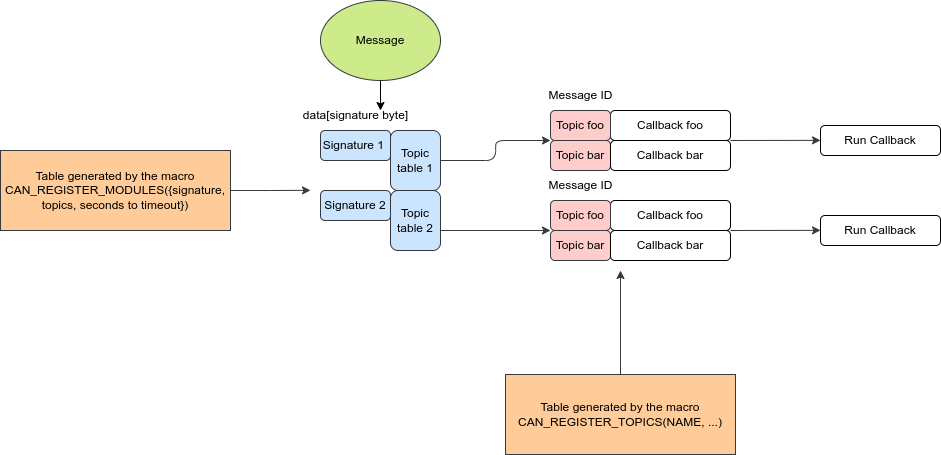 Message
data[signature byte]
Signature 1
Topic
table 1
Signature 2
Topic
table 2
Table generated by the macro
CAN_REGISTER_MODULES({signature,
topics, seconds to timeout})
Message ID
Topic foo
Callback foo
Topic bar
Callback bar
Run Callback
Message ID
Topic foo
Callback foo
Topic bar
Callback bar
Run Callback
Table generated by the macro
CAN_REGISTER_TOPICS(NAME, ...)